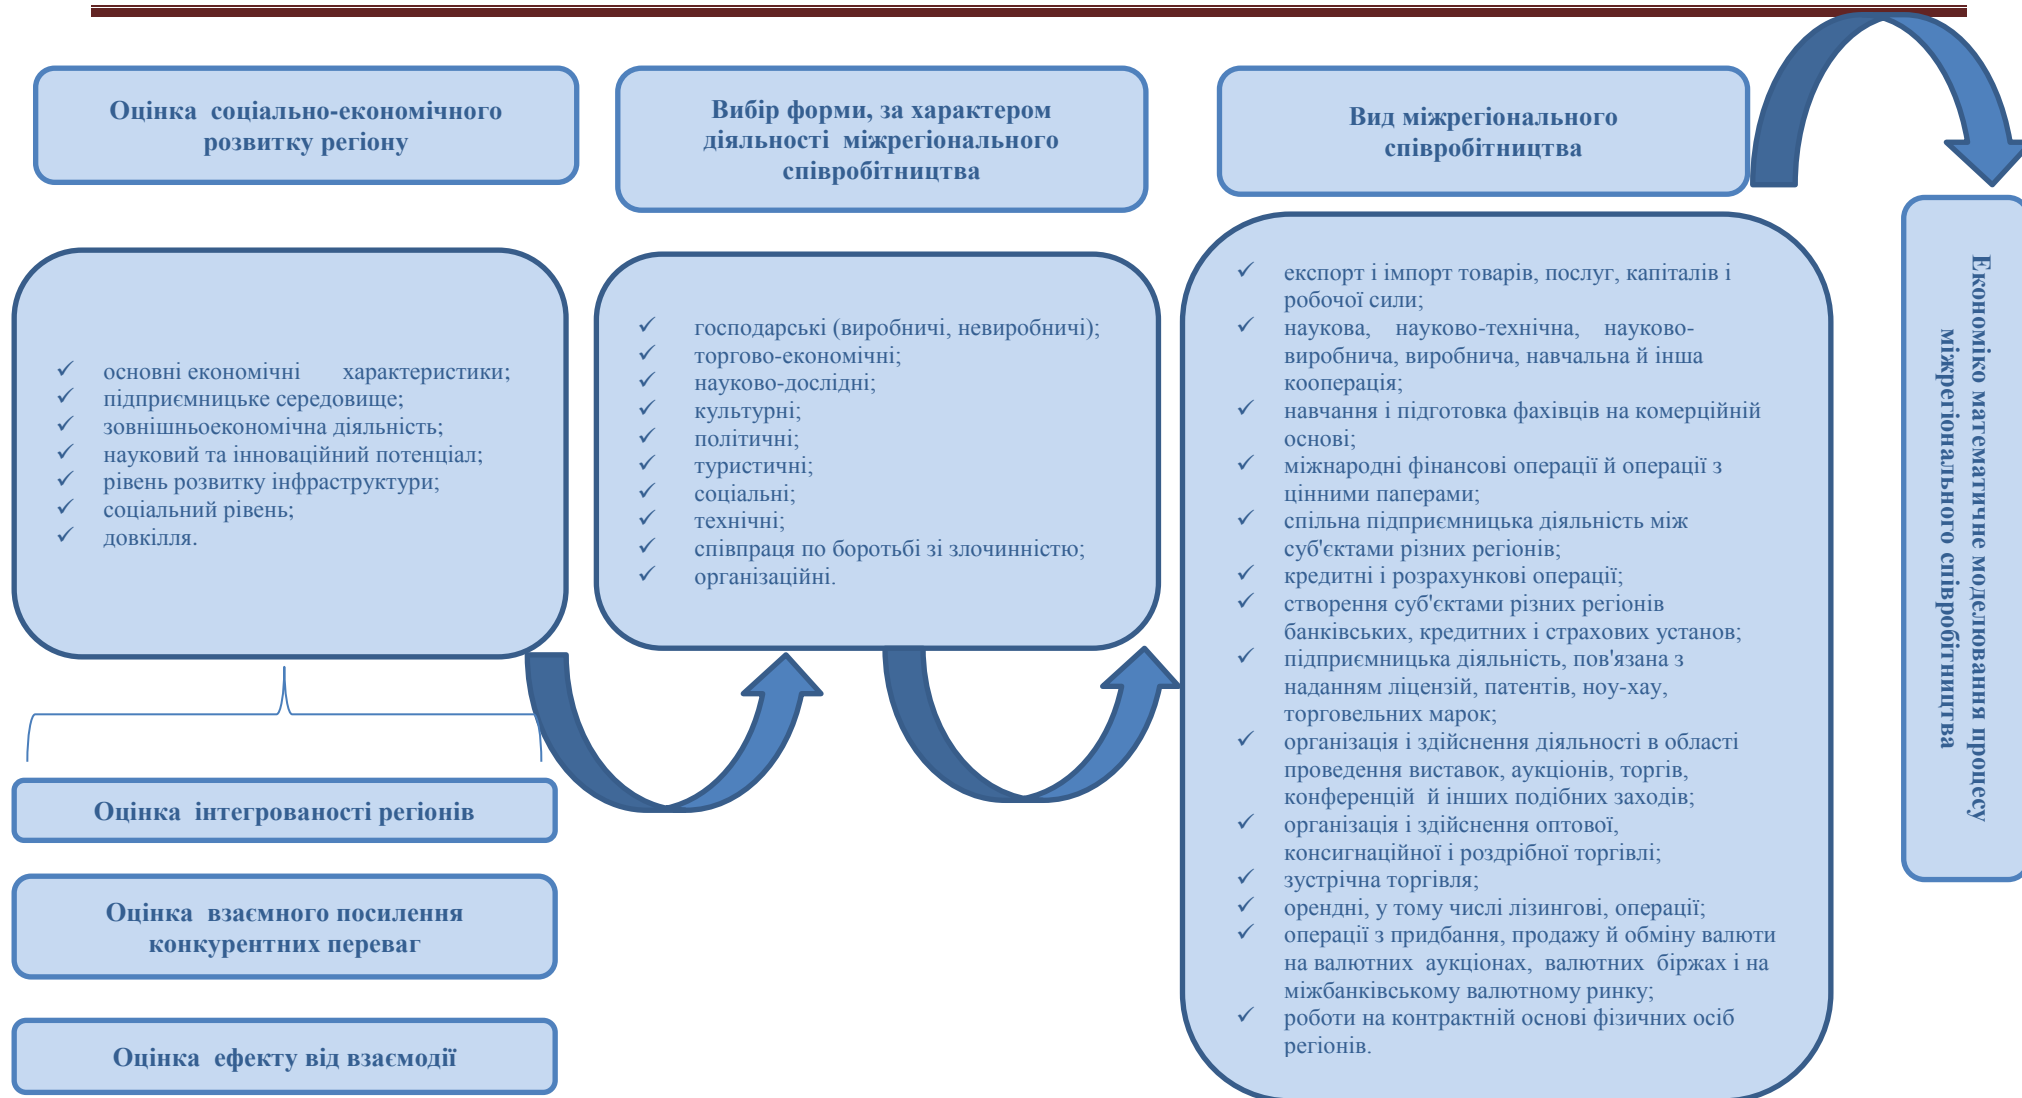 Оцінка соціально-економічного
розвитку регіону
основні економічні характеристики;
підприємницьке середовище;
зовнішньоекономічна діяльність;
науковий та інноваційний потенціал;
рівень розвитку інфраструктури;
соціальний рівень;
довкілля.
Оцінка інтегрованості регіонів
Оцінка взаємного посилення
конкурентних переваг
Оцінка ефекту від взаємодії
Вибір форми, за характером
діяльності міжрегіонального
співробітництва
господарські (виробничі, невиробничі);
торгово-економічні;
науково-дослідні;
культурні;
політичні;
туристичні;
соціальні;
технічні;
співпраця по боротьбі зі злочинністю;
організаційні.
Вид міжрегіонального
співробітництва
експорт і імпорт товарів, послуг, капіталів і
робочої сили;
наукова, науково-технічна, науково-
виробнича, виробнича, навчальна й інша
кооперація;
навчання і підготовка фахівців на комерційній
основі;
міжнародні фінансові операції й операції з
цінними паперами;
спільна підприємницька діяльність між
суб'єктами різних регіонів;
кредитні і розрахункові операції;
створення суб'єктами різних регіонів
банківських, кредитних і страхових установ;
підприємницька діяльність, пов'язана з
наданням ліцензій, патентів, ноу-хау,
торговельних марок;
організація і здійснення діяльності в області
проведення виставок, аукціонів, торгів,
конференцій й інших подібних заходів;
організація і здійснення оптової,
консигнаційної і роздрібної торгівлі;
зустрічна торгівля;
орендні, у тому числі лізингові, операції;
операції з придбання, продажу й обміну валюти
на валютних аукціонах, валютних біржах і на
міжбанківському валютному ринку;
роботи на контрактній основі фізичних осіб
регіонів.
Економіко математичне моделювання процесу
міжрегіонального співробітництва